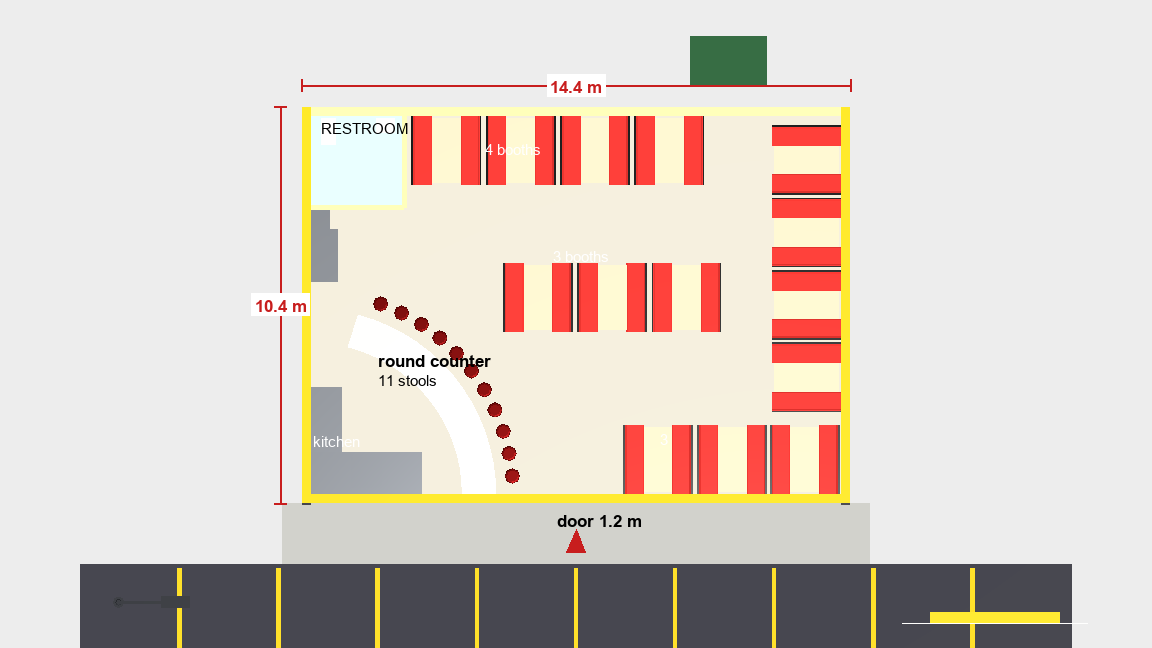 14.4 m
RESTROOM
4 booths
3 booths
10.4 m
round counter
11 stools
kitchen
door 1.2 m